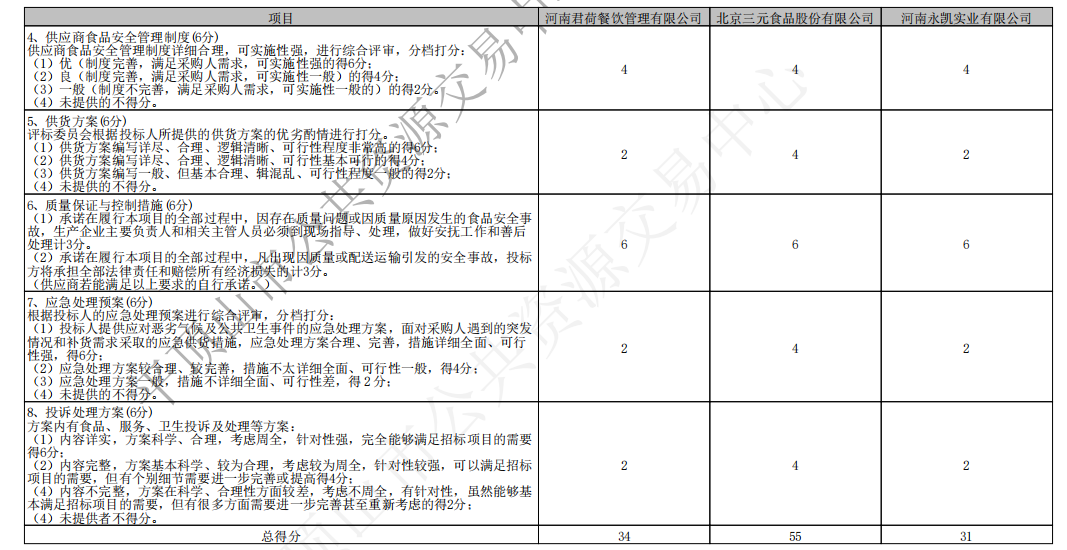 项目 河南君荷餐饮管理有限公司 北京三元食品股份有限公司 河南永凯实业有限公司
4、供应商食品安全管理制度(6分)
供应商食品安全管理制度详细合理，可实施性强，进行综合评审，分档打分：
（1）优（制度完善，满足采购人需求，可实施性强的得6分；
（2）良（制度完善，满足采购人需求，可实施性一般）的得4分；
（3）一般（制度不完善，满足采购人需求，可实施性一般的）的得2分。
（4）未提供的不得分。
4 4 4
5、供货方案(6分)
评标委员会根据投标人所提供的供货方案的优劣酌情进行打分。
（1）供货方案编写详尽、合理、逻辑清晰、可行性程度非常高的得6分；
（2）供货方案编写详尽、合理、逻辑清晰、可行性基本可行的得4分；
（3）供货方案编写一般、但基本合理、辑混乱、可行性程度一般的得2分；
（4）未提供的不得分。
2 4 2
6、质量保证与控制措施(6分)
（1）承诺在履行本项目的全部过程中，因存在质量问题或因质量原因发生的食品安全事
故，生产企业主要负责人和相关主管人员必须到现场指导、处理，做好安抚工作和善后
处理计3分。
（2）承诺在履行本项目的全部过程中，凡出现因质量或配送运输引发的安全事故，投标
方将承担全部法律责任和赔偿所有经济损失的计3分。
（供应商若能满足以上要求的自行承诺。）
6 6 6
7、应急处理预案(6分)
根据投标人的应急处理预案进行综合评审，分档打分：
（1）投标人提供应对恶劣气候及公共卫生事件的应急处理方案，面对采购人遇到的突发
情况和补货需求采取的应急供货措施，应急处理方案合理、完善，措施详细全面、可行
性强，得6分；
（2）应急处理方案较合理、较完善，措施不太详细全面、可行性一般，得4分；
（3）应急处理方案一般，措施不详细全面、可行性差，得 2 分；
（4）未提供的不得分。
2 4 2
8、投诉处理方案(6分)
方案内有食品、服务、卫生投诉及处理等方案：
（1）内容详实，方案科学、合理，考虑周全，针对性强，完全能够满足招标项目的需要
得6分；
（2）内容完整，方案基本科学、较为合理，考虑较为周全，针对性较强，可以满足招标
项目的需要，但有个别细节需要进一步完善或提高得4分；
（4）内容不完整，方案在科学、合理性方面较差，考虑不周全，有针对性，虽然能够基
本满足招标项目的需要，但有很多方面需要进一步完善甚至重新考虑的得2分；
（4）未提供者不得分。
2 4 2
总得分 34 55 31
平顶山市公共资源交易中心
顶山市公共资源交易中心